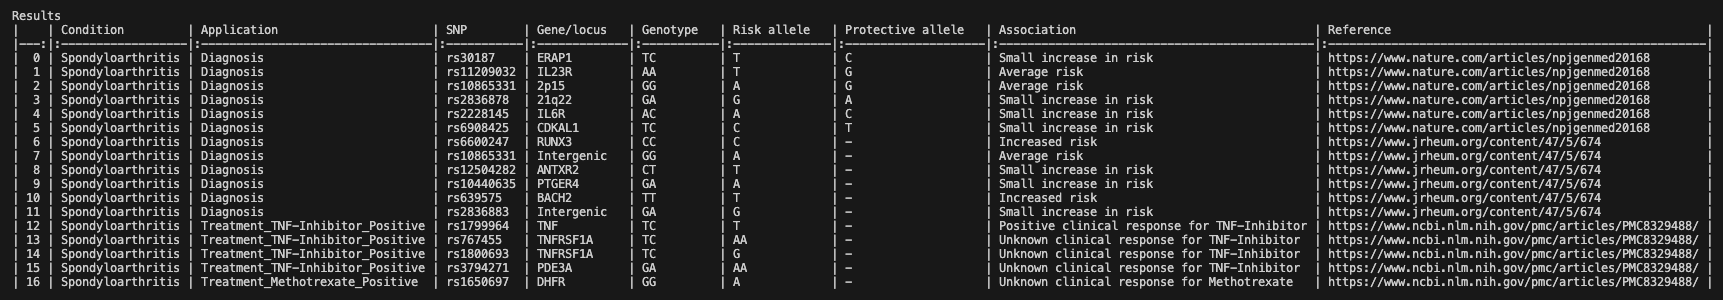 Results
|    | Condition         | Application                    | SNP        | Gene/locus | Genotype | Risk allele | Protective allele | Association                                | Reference                                             |
|---:|:------------------|:-------------------------------|:-----------|:-----------|:---------|:------------|:------------------|:-------------------------------------------|:------------------------------------------------------|
|  0 | Spondyloarthritis | Diagnosis                      | rs30187    | ERAP1      | TC       | T           | C                 | Small increase in risk                     | https://www.nature.com/articles/npjgenmed20168        |
|  1 | Spondyloarthritis | Diagnosis                      | rs11209032 | IL23R      | AA       | T           | G                 | Average risk                               | https://www.nature.com/articles/npjgenmed20168        |
|  2 | Spondyloarthritis | Diagnosis                      | rs10865331 | 2p15       | GG       | A           | G                 | Average risk                               | https://www.nature.com/articles/npjgenmed20168        |
|  3 | Spondyloarthritis | Diagnosis                      | rs2836878  | 21q22      | GA       | G           | A                 | Small increase in risk                     | https://www.nature.com/articles/npjgenmed20168        |
|  4 | Spondyloarthritis | Diagnosis                      | rs2228145  | IL6R       | AC       | A           | C                 | Small increase in risk                     | https://www.nature.com/articles/npjgenmed20168        |
|  5 | Spondyloarthritis | Diagnosis                      | rs6908425  | CDKAL1     | TC       | C           | T                 | Small increase in risk                     | https://www.nature.com/articles/npjgenmed20168        |
|  6 | Spondyloarthritis | Diagnosis                      | rs6600247  | RUNX3      | CC       | C           | –                 | Increased risk                             | https://www.jrheum.org/content/47/5/674               |
|  7 | Spondyloarthritis | Diagnosis                      | rs10865331 | Intergenic | GG       | A           | –                 | Average risk                               | https://www.jrheum.org/content/47/5/674               |
|  8 | Spondyloarthritis | Diagnosis                      | rs12504282 | ANTXR2     | CT       | T           | –                 | Small increase in risk                     | https://www.jrheum.org/content/47/5/674               |
|  9 | Spondyloarthritis | Diagnosis                      | rs10440635 | PTGER4     | GA       | A           | –                 | Small increase in risk                     | https://www.jrheum.org/content/47/5/674               |
| 10 | Spondyloarthritis | Diagnosis                      | rs639575   | BACH2      | TT       | T           | –                 | Increased risk                             | https://www.jrheum.org/content/47/5/674               |
| 11 | Spondyloarthritis | Diagnosis                      | rs2836883  | Intergenic | GA       | G           | –                 | Small increase in risk                     | https://www.jrheum.org/content/47/5/674               |
| 12 | Spondyloarthritis | Treatment_TNF-Inhibitor_Positive | rs1799964  | TNF        | TC       | T           | –                 | Positive clinical response for TNF-Inhibitor | https://www.ncbi.nlm.nih.gov/pmc/articles/PMC8329488/ |
| 13 | Spondyloarthritis | Treatment_TNF-Inhibitor_Positive | rs767455   | TNFRSF1A   | TC       | AA          | –                 | Unknown clinical response for TNF-Inhibitor | https://www.ncbi.nlm.nih.gov/pmc/articles/PMC8329488/ |
| 14 | Spondyloarthritis | Treatment_TNF-Inhibitor_Positive | rs1800693  | TNFRSF1A   | TC       | G           | –                 | Unknown clinical response for TNF-Inhibitor | https://www.ncbi.nlm.nih.gov/pmc/articles/PMC8329488/ |
| 15 | Spondyloarthritis | Treatment_TNF-Inhibitor_Positive | rs3794271  | PDE3A      | GA       | AA          | –                 | Unknown clinical response for TNF-Inhibitor | https://www.ncbi.nlm.nih.gov/pmc/articles/PMC8329488/ |
| 16 | Spondyloarthritis | Treatment_Methotrexate_Positive | rs1650697  | DHFR       | GG       | A           | –                 | Unknown clinical response for Methotrexate | https://www.ncbi.nlm.nih.gov/pmc/articles/PMC8329488/ |